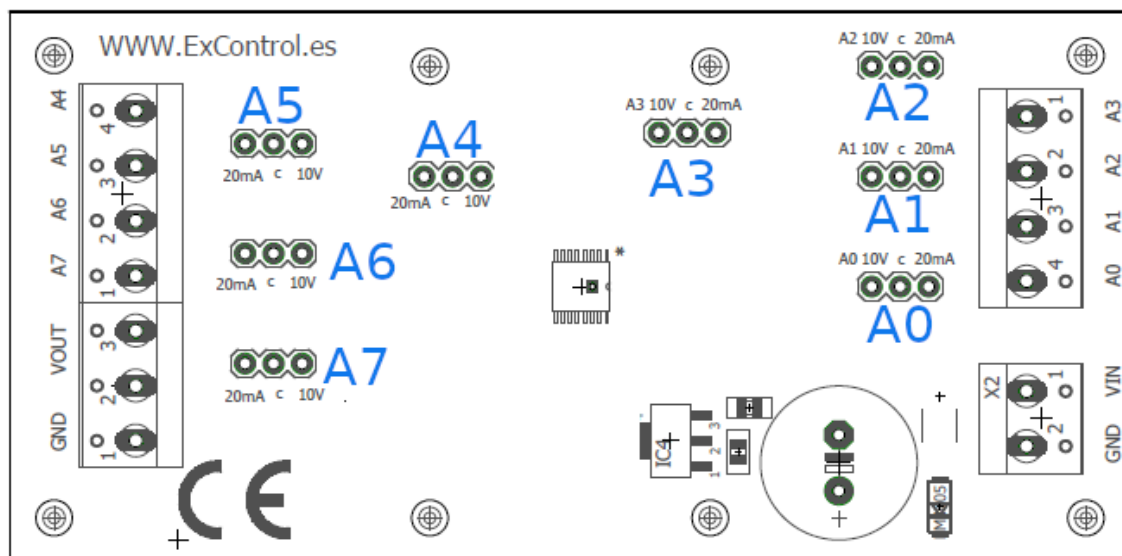 WWW.ExControl.es
A4
4
A5
3
A6
2
A7
1
VOUT
3
2
GND
1
A5
20mA c 10V
A4
20mA c 10V
A6
20mA c 10V
A7
20mA c 10V
A3 10V c 20mA
A3
A2 10V c 20mA
A2
A1 10V c 20mA
A1
A0 10V c 20mA
A0
*
1
A3
2
A2
3
A1
4
A0
X2
1
VIN
2
GND
IC4
3
2
1
CE